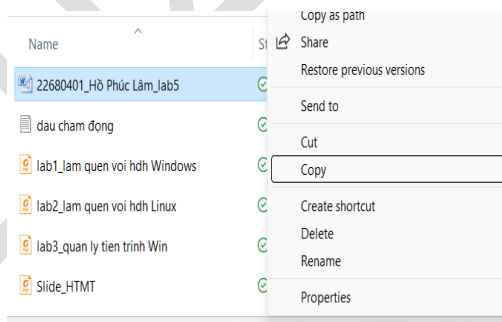 Copy as path
Name
St
Share
Restore previous versions
22680401_Hồ Phúc Lâm_lab5
Send to
dau cham đọng
Cut
lab1_lam quen voi hdh Windows
Copy
lab2_lam quen voi hdh Linux
Create shortcut
Delete
lab3_quan ly tien trinh Win
Rename
Slide_HTMT
Properties